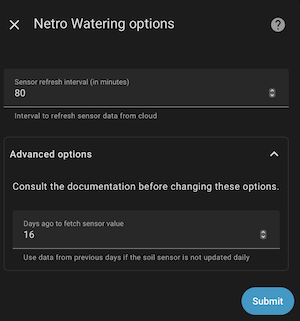 Netro Watering options
Sensor refresh interval (in minutes)
80
Interval to refresh sensor data from cloud
Advanced options
Consult the documentation before changing these options.
Days ago to fetch sensor value
16
Use data from previous days if the soil sensor is not updated daily
Submit